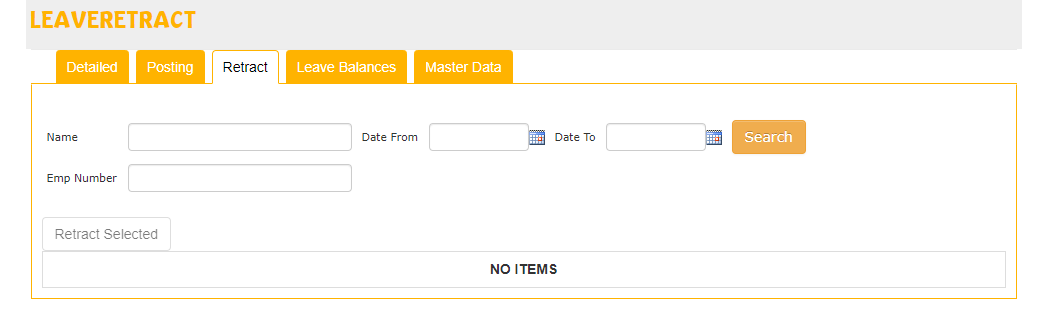 LEAVERETRACT
Detailed Posting Retract Leave Balances Master Data
Name Date From Date To Search
Emp Number
Retract Selected
NO ITEMS